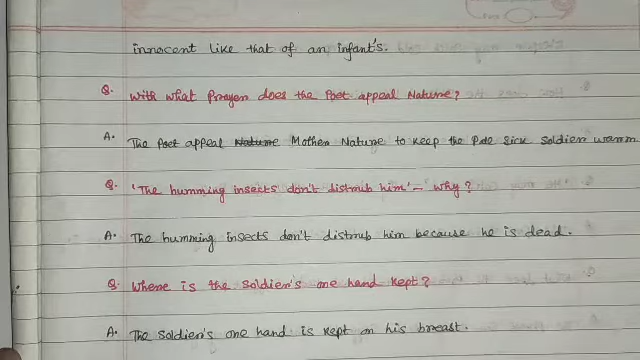 innocent like that of an infant's.
Q. With what Prayer does the Poet appeal Nature?
A. The Poet appeal Mother Nature to keep the Pale Sick Soldier warm
Q. 'The humming insects don't distrub him' - why?
A. The humming insects don't distrub him because he is dead.
Q. Where is the Soldier's one hand kept?
A. The Soldier's one hand is kept on his breast.